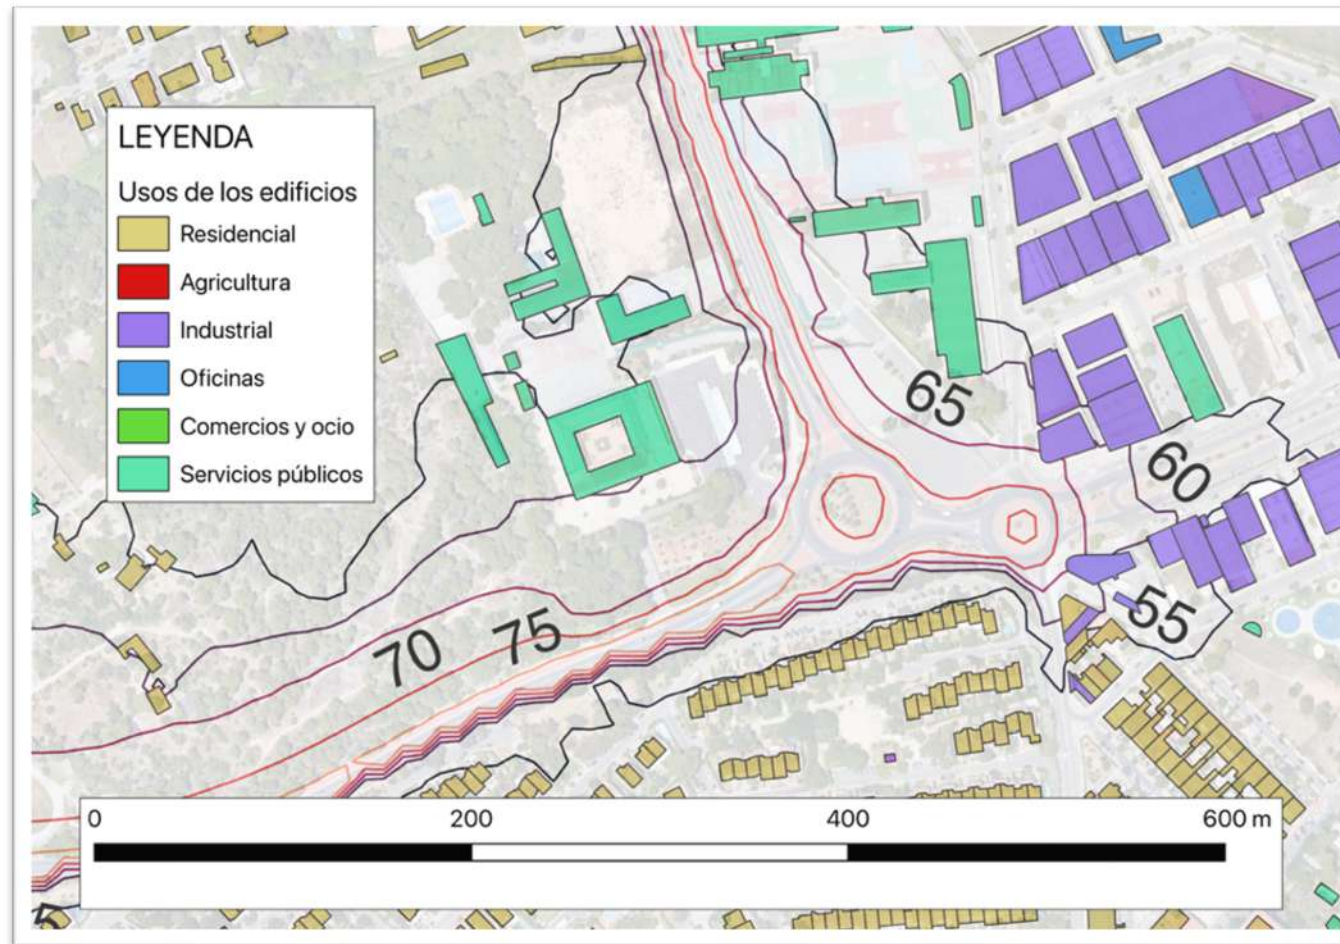 LEYENDA
Usos de los edificios
Residencial
Agricultura
Industrial
Oficinas
Comercios y ocio
Servicios públicos
65
60
55
70
75
0 200 400 600 m
5